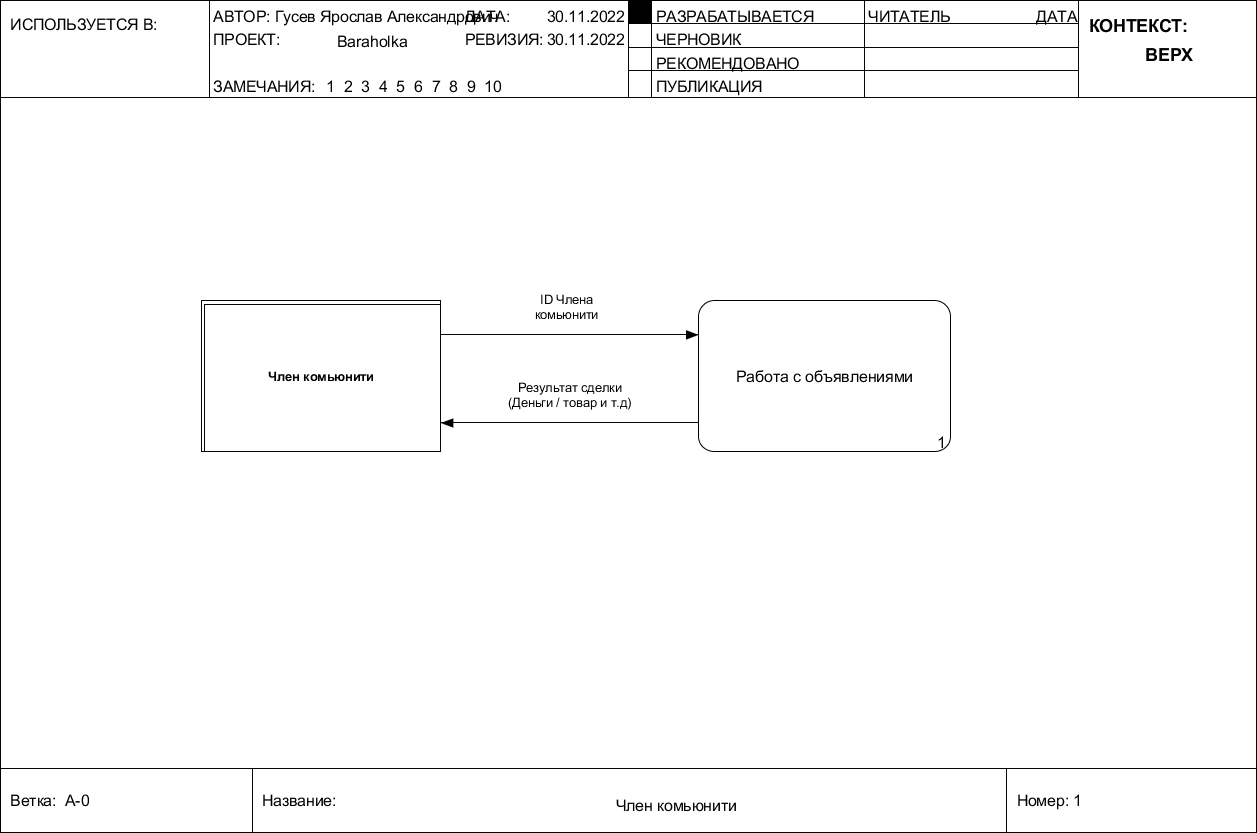 ИСПОЛЬЗУЕТСЯ В:
АВТОР: Гусев Ярослав Александрович
ДАТА: 30.11.2022
ПРОЕКТ: Baraholka
РЕВИЗИЯ: 30.11.2022
ЗАМЕЧАНИЯ: 1 2 3 4 5 6 7 8 9 10
РАЗРАБАТЫВАЕТСЯ
ЧЕРНОВИК
РЕКОМЕНДОВАНО
ПУБЛИКАЦИЯ
ЧИТАТЕЛЬ ДАТА
КОНТЕКСТ:
ВЕРХ
ID Члена
комьюнити
Член комьюнити
Работа с объявлениями
Результат сделки
(Деньги / товар и т.д)
1
Ветка: A-0
Название: Член комьюнити
Номер: 1